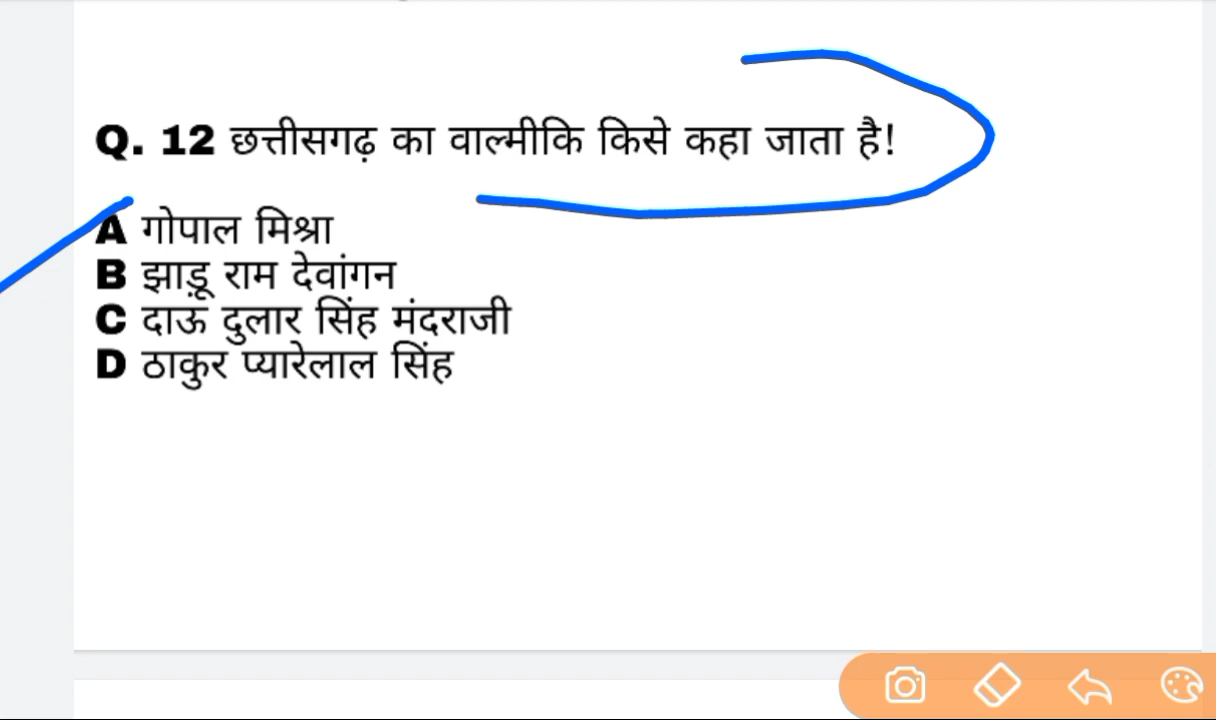 Q. 12 छत्तीसगढ़ का वाल्मीकि किसे कहा जाता है!
A गोपाल मिश्रा
B झाड़ू राम देवांगन
C दाऊ दुलार सिंह मंदराजी
D ठाकुर प्यारेलाल सिंह